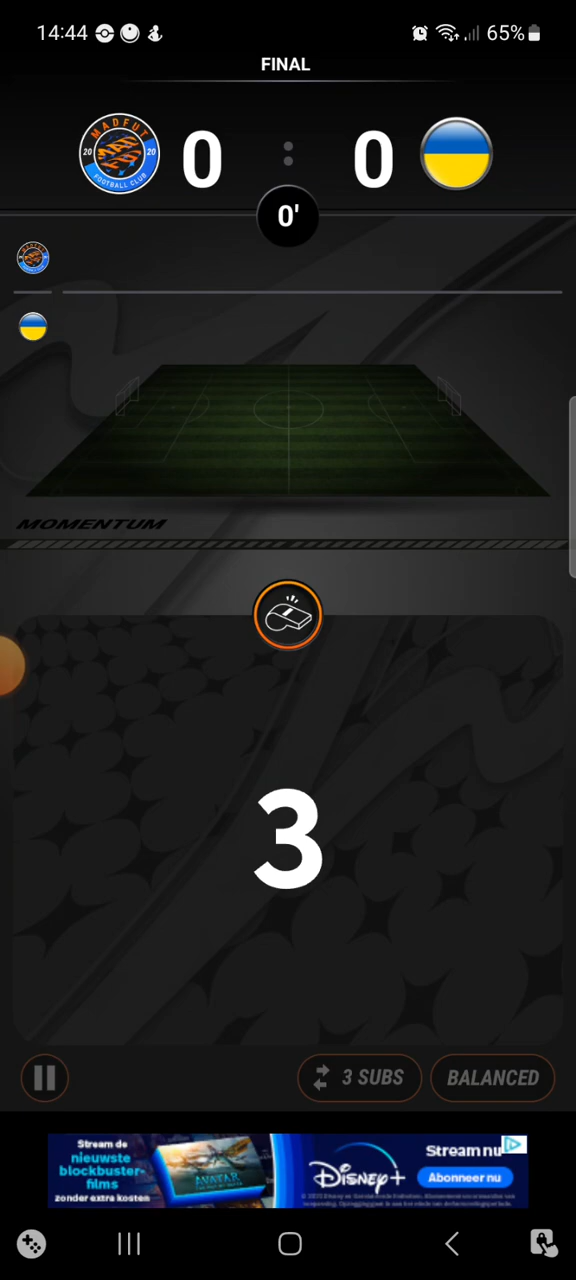 14:44
65%
FINAL
MADFUT
20 20
FOOTBALL CLUB
0 : 0
0'
MOMENTUM
3
3 SUBS
BALANCED
Stream de
nieuwste
blockbuster-
films
zonder extra kosten
AVATAR
Disney+
Stream nu
Abonneer nu